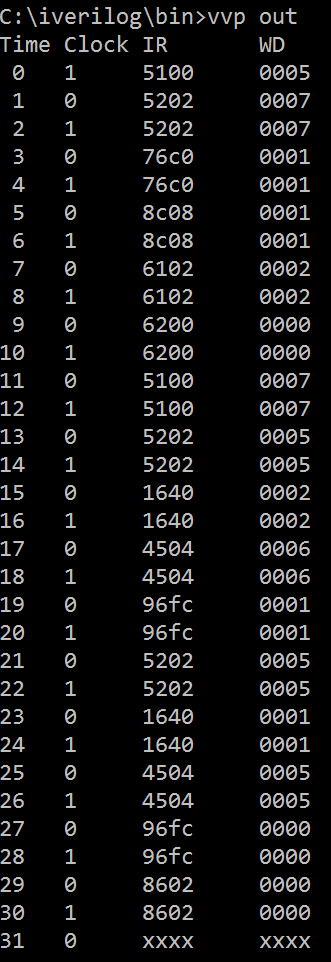 C:\iverilog\bin>vvp out
Time Clock IR WD
0 1 5100 0005
1 0 5202 0007
2 1 5202 0007
3 0 76c0 0001
4 1 76c0 0001
5 0 8c08 0001
6 1 8c08 0001
7 0 6102 0002
8 1 6102 0002
9 0 6200 0000
10 1 6200 0000
11 0 5100 0007
12 1 5100 0007
13 0 5202 0005
14 1 5202 0005
15 0 1640 0002
16 1 1640 0002
17 0 4504 0006
18 1 4504 0006
19 0 96fc 0001
20 1 96fc 0001
21 0 5202 0005
22 1 5202 0005
23 0 1640 0001
24 1 1640 0001
25 0 4504 0005
26 1 4504 0005
27 0 96fc 0000
28 1 96fc 0000
29 0 8602 0000
30 1 8602 0000
31 0 xxxx xxxx